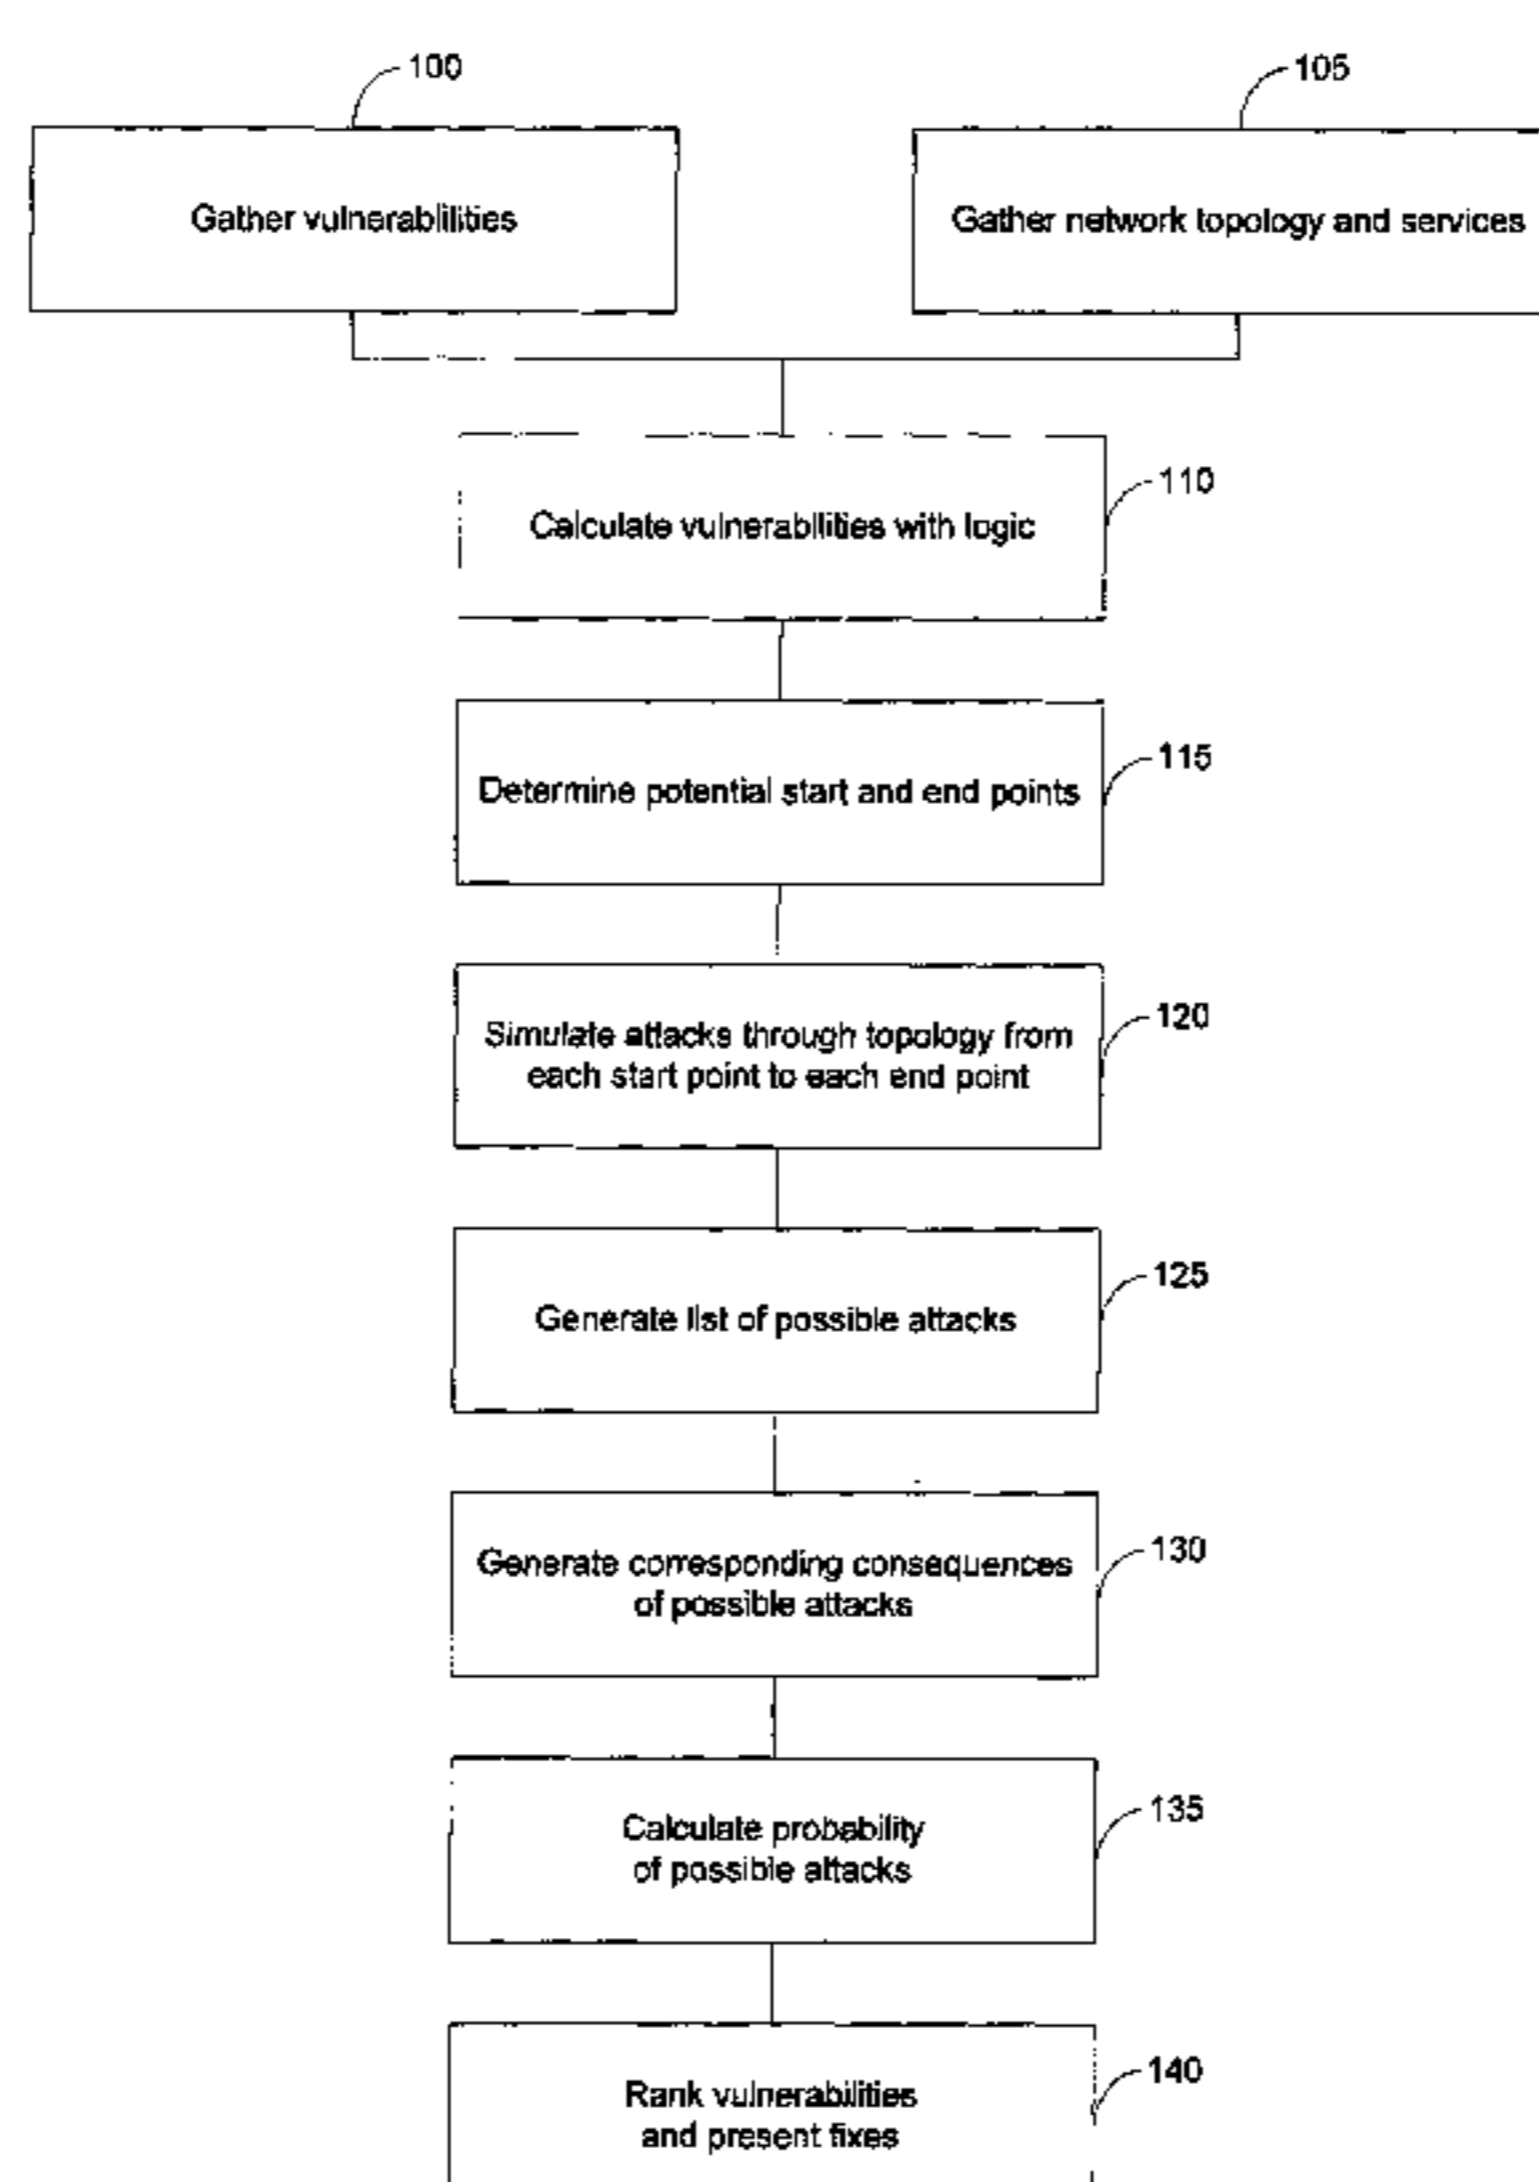 100
105
Gather vulnerabilities
Gather network topology and services
110
Calculate vulnerabilities with logic
115
Determine potential start and end points
120
Simulate attacks through topology from
each start point to each end point
125
Generate list of possible attacks
130
Generate corresponding consequences
of possible attacks
135
Calculate probability
of possible attacks
140
Rank vulnerabilities
and present fixes